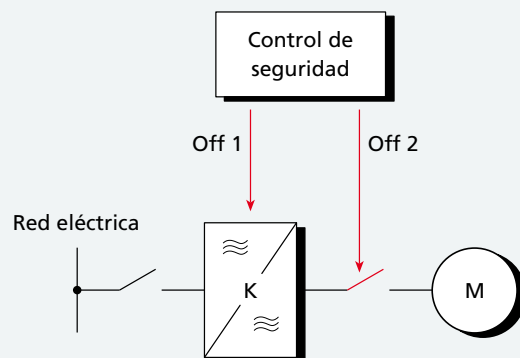 Control de
seguridad
Off 1
Off 2
Red eléctrica
K
M